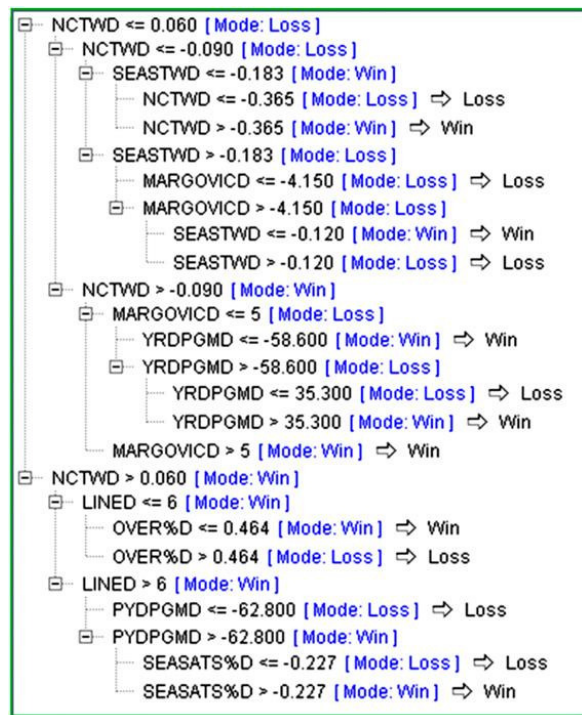 NCTWD <= 0.060 [Mode: Loss]
NCTWD <= -0.090 [Mode: Loss]
SEASTWD <= -0.183 [Mode: Win]
NCTWD <= -0.365 [Mode: Loss] ⇨ Loss
NCTWD > -0.365 [Mode: Win] ⇨ Win
SEASTWD > -0.183 [Mode: Loss]
MARGOVICD <= -4.150 [Mode: Loss] ⇨ Loss
MARGOVICD > -4.150 [Mode: Loss]
SEASTWD <= -0.120 [Mode: Win] ⇨ Win
SEASTWD > -0.120 [Mode: Loss] ⇨ Loss
NCTWD > -0.090 [Mode: Win]
MARGOVICD <= 5 [Mode: Loss]
YRDPGMD <= -58.600 [Mode: Win] ⇨ Win
YRDPGMD > -58.600 [Mode: Loss]
YRDPGMD <= 35.300 [Mode: Loss] ⇨ Loss
YRDPGMD > 35.300 [Mode: Win] ⇨ Win
MARGOVICD > 5 [Mode: Win] ⇨ Win
NCTWD > 0.060 [Mode: Win]
LINED <= 6 [Mode: Win]
OVER%D <= 0.464 [Mode: Win] ⇨ Win
OVER%D > 0.464 [Mode: Loss] ⇨ Loss
LINED > 6 [Mode: Win]
PYDPGMD <= -62.800 [Mode: Loss] ⇨ Loss
PYDPGMD > -62.800 [Mode: Win]
SEASATS%D <= -0.227 [Mode: Loss] ⇨ Loss
SEASATS%D > -0.227 [Mode: Win] ⇨ Win